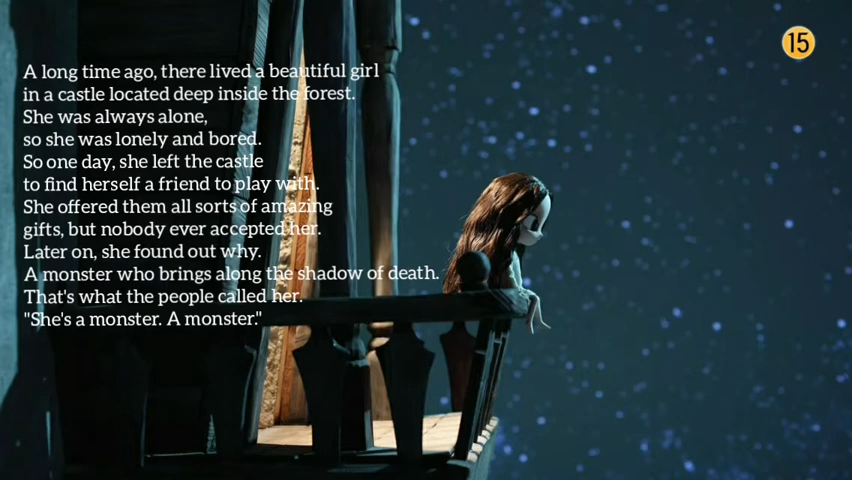 15
A long time ago, there lived a beautiful girl
in a castle located deep inside the forest.
She was always alone,
so she was lonely and bored.
So one day, she left the castle
to find herself a friend to play with.
She offered them all sorts of amazing
gifts, but nobody ever accepted her.
Later on, she found out why.
A monster who brings along the shadow of death.
That's what the people called her.
"She's a monster. A monster."